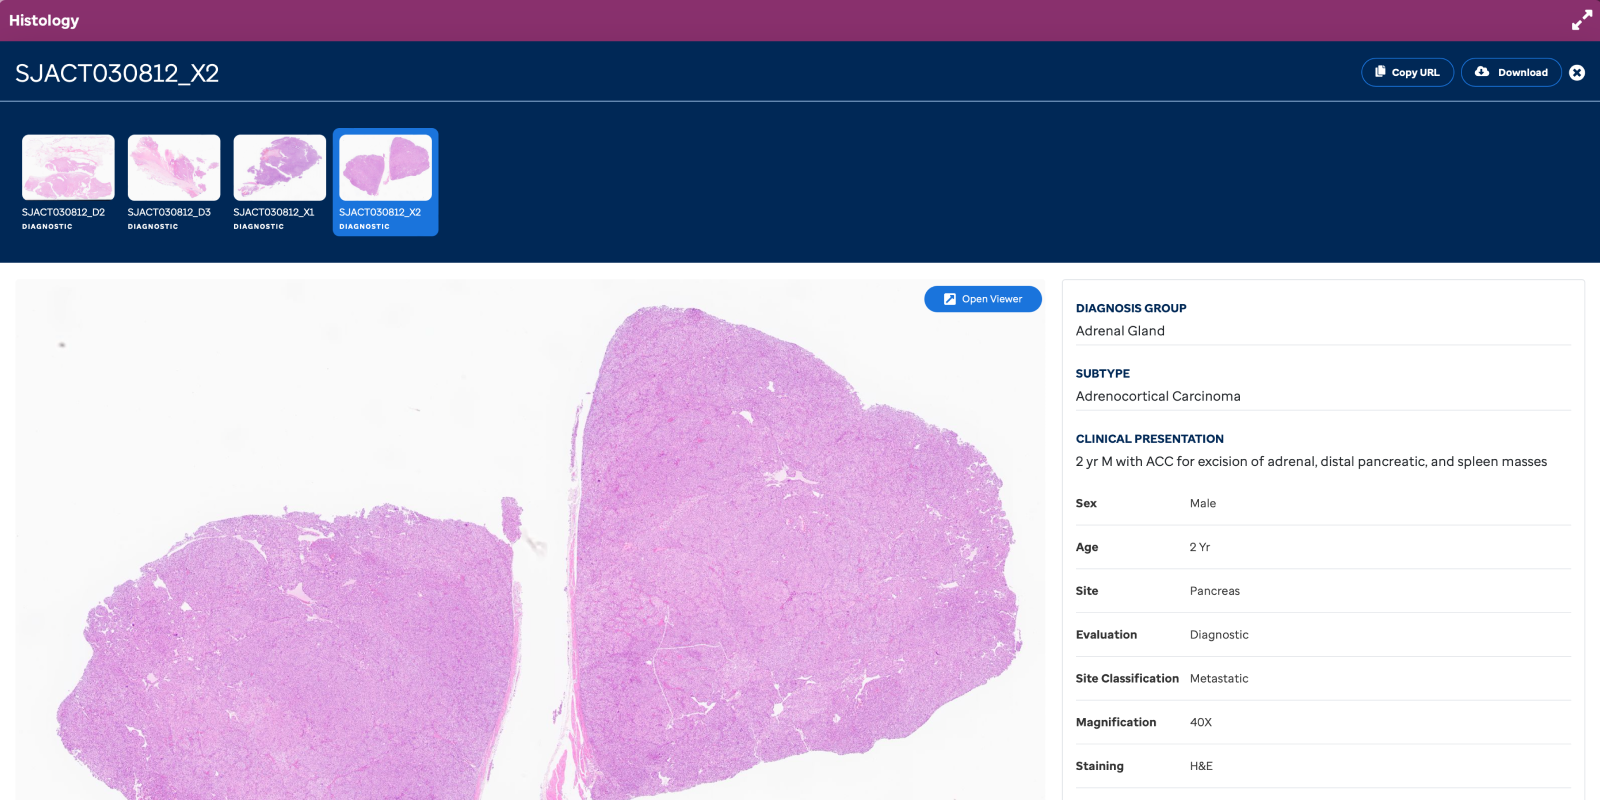 Histology
SJACT030812_X2
Copy URL
Download
SJACT030812_D2
DIAGNOSTIC
SJACT030812_D3
DIAGNOSTIC
SJACT030812_X1
DIAGNOSTIC
SJACT030812_X2
DIAGNOSTIC
Open Viewer
DIAGNOSIS GROUP
Adrenal Gland
SUBTYPE
Adrenocortical Carcinoma
CLINICAL PRESENTATION
2 yr M with ACC for excision of adrenal, distal pancreatic, and spleen masses
Sex Male
Age 2 Yr
Site Pancreas
Evaluation Diagnostic
Site Classification Metastatic
Magnification 40X
Staining H&E